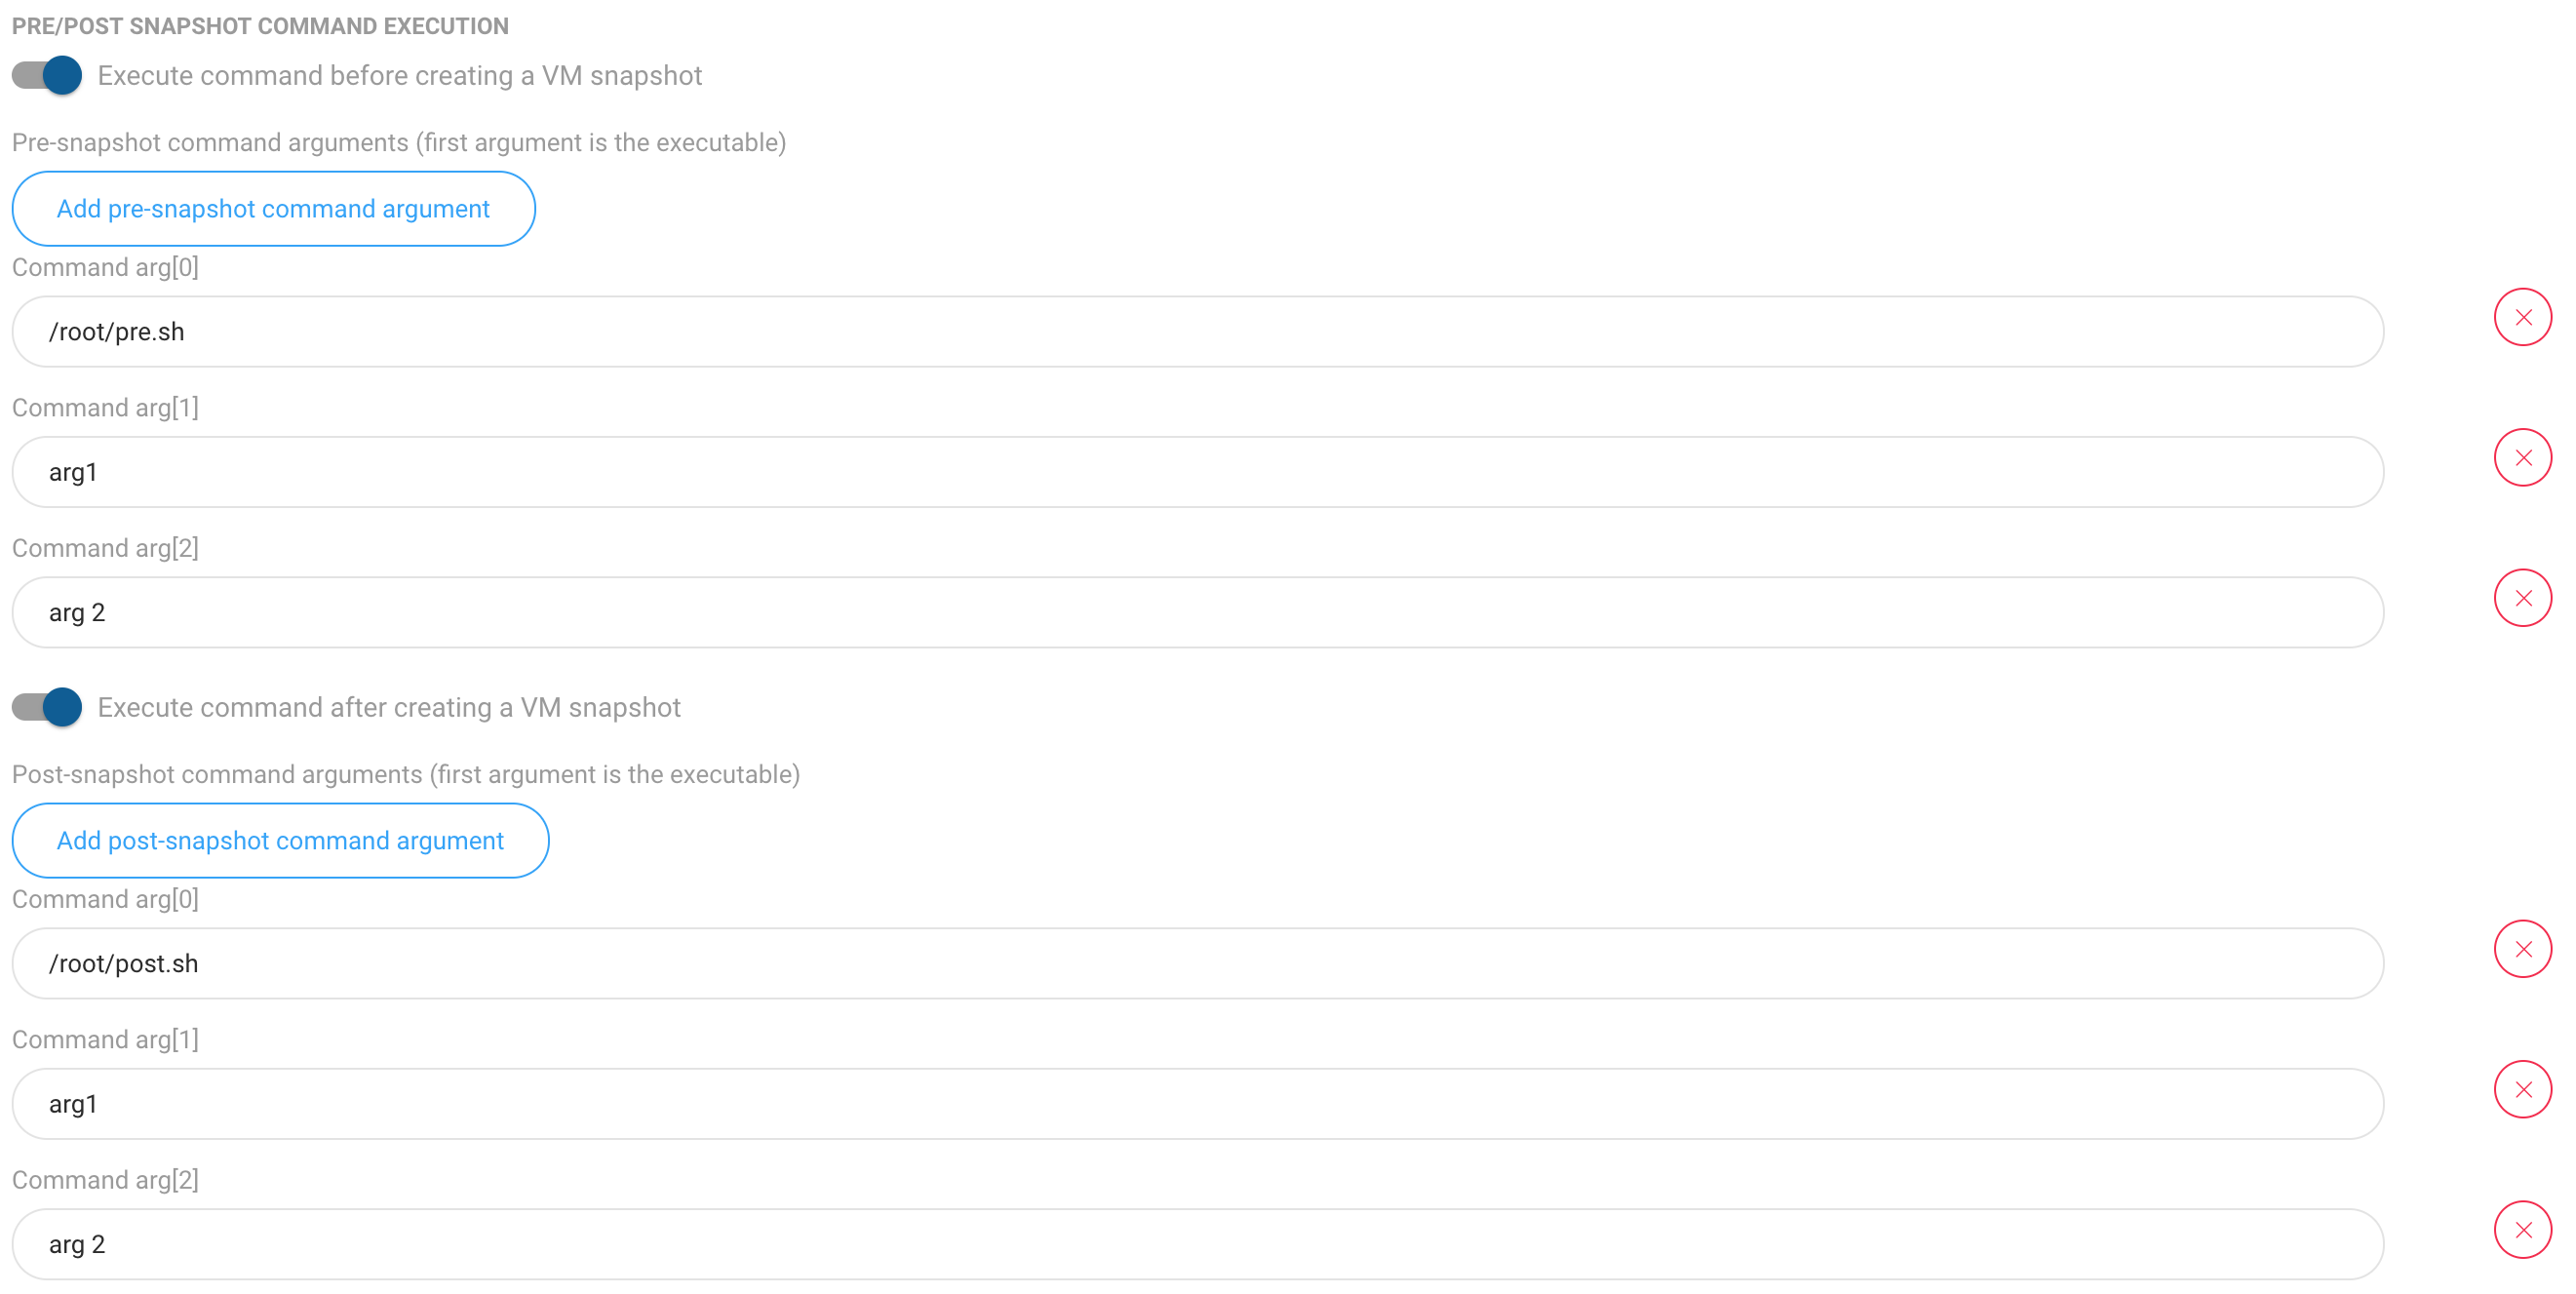 PRE/POST SNAPSHOT COMMAND EXECUTION
Execute command before creating a VM snapshot
Pre-snapshot command arguments (first argument is the executable)
Add pre-snapshot command argument
Command arg[0]
/root/pre.sh
Command arg[1]
arg1
Command arg[2]
arg 2
Execute command after creating a VM snapshot
Post-snapshot command arguments (first argument is the executable)
Add post-snapshot command argument
Command arg[0]
/root/post.sh
Command arg[1]
arg1
Command arg[2]
arg 2